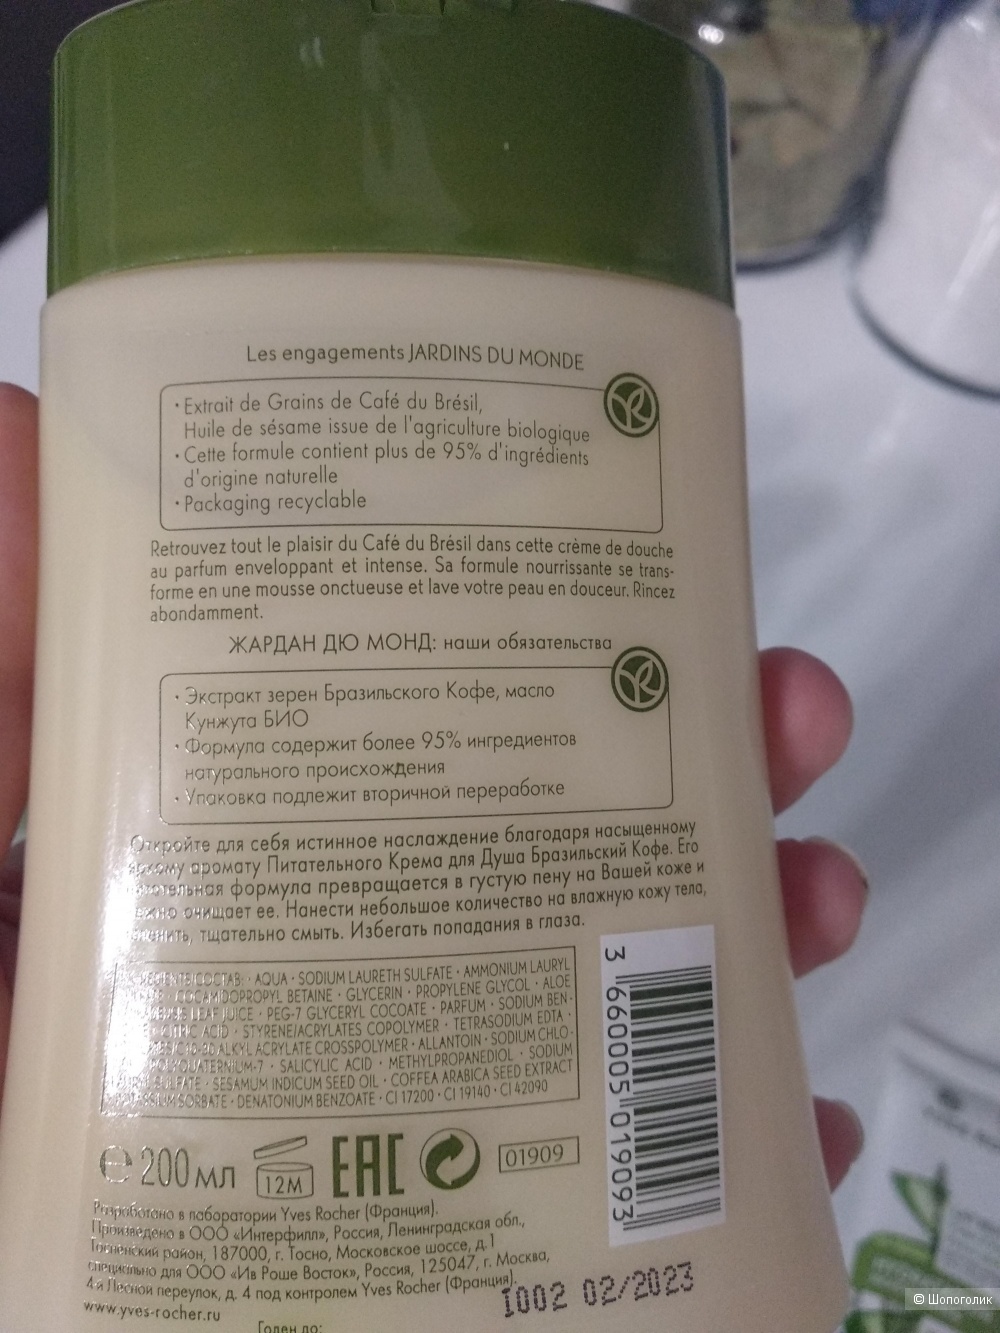 Les engagements JARDINS DU MONDE
• Extrait de Grains de Café du Brésil,
Huile de sésame issue de l'agriculture biologique
• Cette formule contient plus de 95% d'ingrédients
d'origine naturelle
• Packaging recyclable
Retrouvez tout le plaisir du Café du Brésil dans cette crème de douche
au parfum enveloppant et intense. Sa formule nourrissante se trans-
forme en une mousse onctueuse et lave votre peau en douceur. Rincez
abondamment.
ЖАРДАН ДЮ МОНД: наши обязательства
• Экстракт зерен Бразильского Кофе, масло
Кунжута БИО
• Формула содержит более 95% ингредиентов
натурального происхождения
• Упаковка подлежит вторичной переработке
Откройте для себя истинное наслаждение благодаря насыщенному
яркому аромату Питательного Крема для Душа Бразильский Кофе. Его
питательная формула превращается в густую пену на Вашей коже и
нежно очищает ее. Нанести небольшое количество на влажную кожу тела,
тщательно смыть. Избегать попадания в глаза.
AQUA • SODIUM LAURETH SULFATE • AMMONIUM LAURYL
COCAMIDOPROPYL BETAINE • GLYCERIN • PROPYLENE GLYCOL • ALOE
LEAF JUICE • PEG-7 GLYCERYL COCOATE • PARFUM • SODIUM BEN-
ACID • STYRENE/ACRYLATES COPOLYMER • TETRASODIUM EDTA •
ALKYL ACRYLATE CROSSPOLYMER • ALLANTOIN • SODIUM CHLO-
POLYQUATERNIUM-7 • SALICYLIC ACID • METHYLPROPANEDIOL • SODIUM
SULFATE • SESAMUM INDICUM SEED OIL • COFFEA ARABICA SEED EXTRACT
SORBATE • DENATONIUM BENZOATE • CI 17200 • CI 19140 • CI 42090
3 660005 019093
℮ 200 мл
12M
EAC
01909
Разработано в лаборатории Yves Rocher (Франция).
Произведено в ООО «Интерфилл», Россия, Ленинградская обл.,
Тосненский район, 187000, г. Тосно, Московское шоссе, д.1
специально для ООО «Ив Роше Восток», Россия, 125047, г. Москва,
4-й Лесной переулок, д. 4 под контролем Yves Rocher (Франция).
www.yves-rocher.ru
1002 02/2023
Годен до:
© Шопоголик